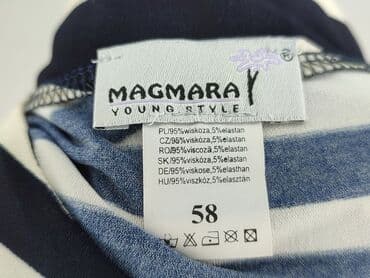 MAGMARA
YOUNG STYLE
®
PL/95%wiskoza,5%elastan
CZ/95%viskóza,5%elastan
RO/95%viscoză,5%elastan
SK/95%viskóza,5%elastan
DE/95%viskose,5%elasthan
HU/95%viszkóz,5%elasztán
58